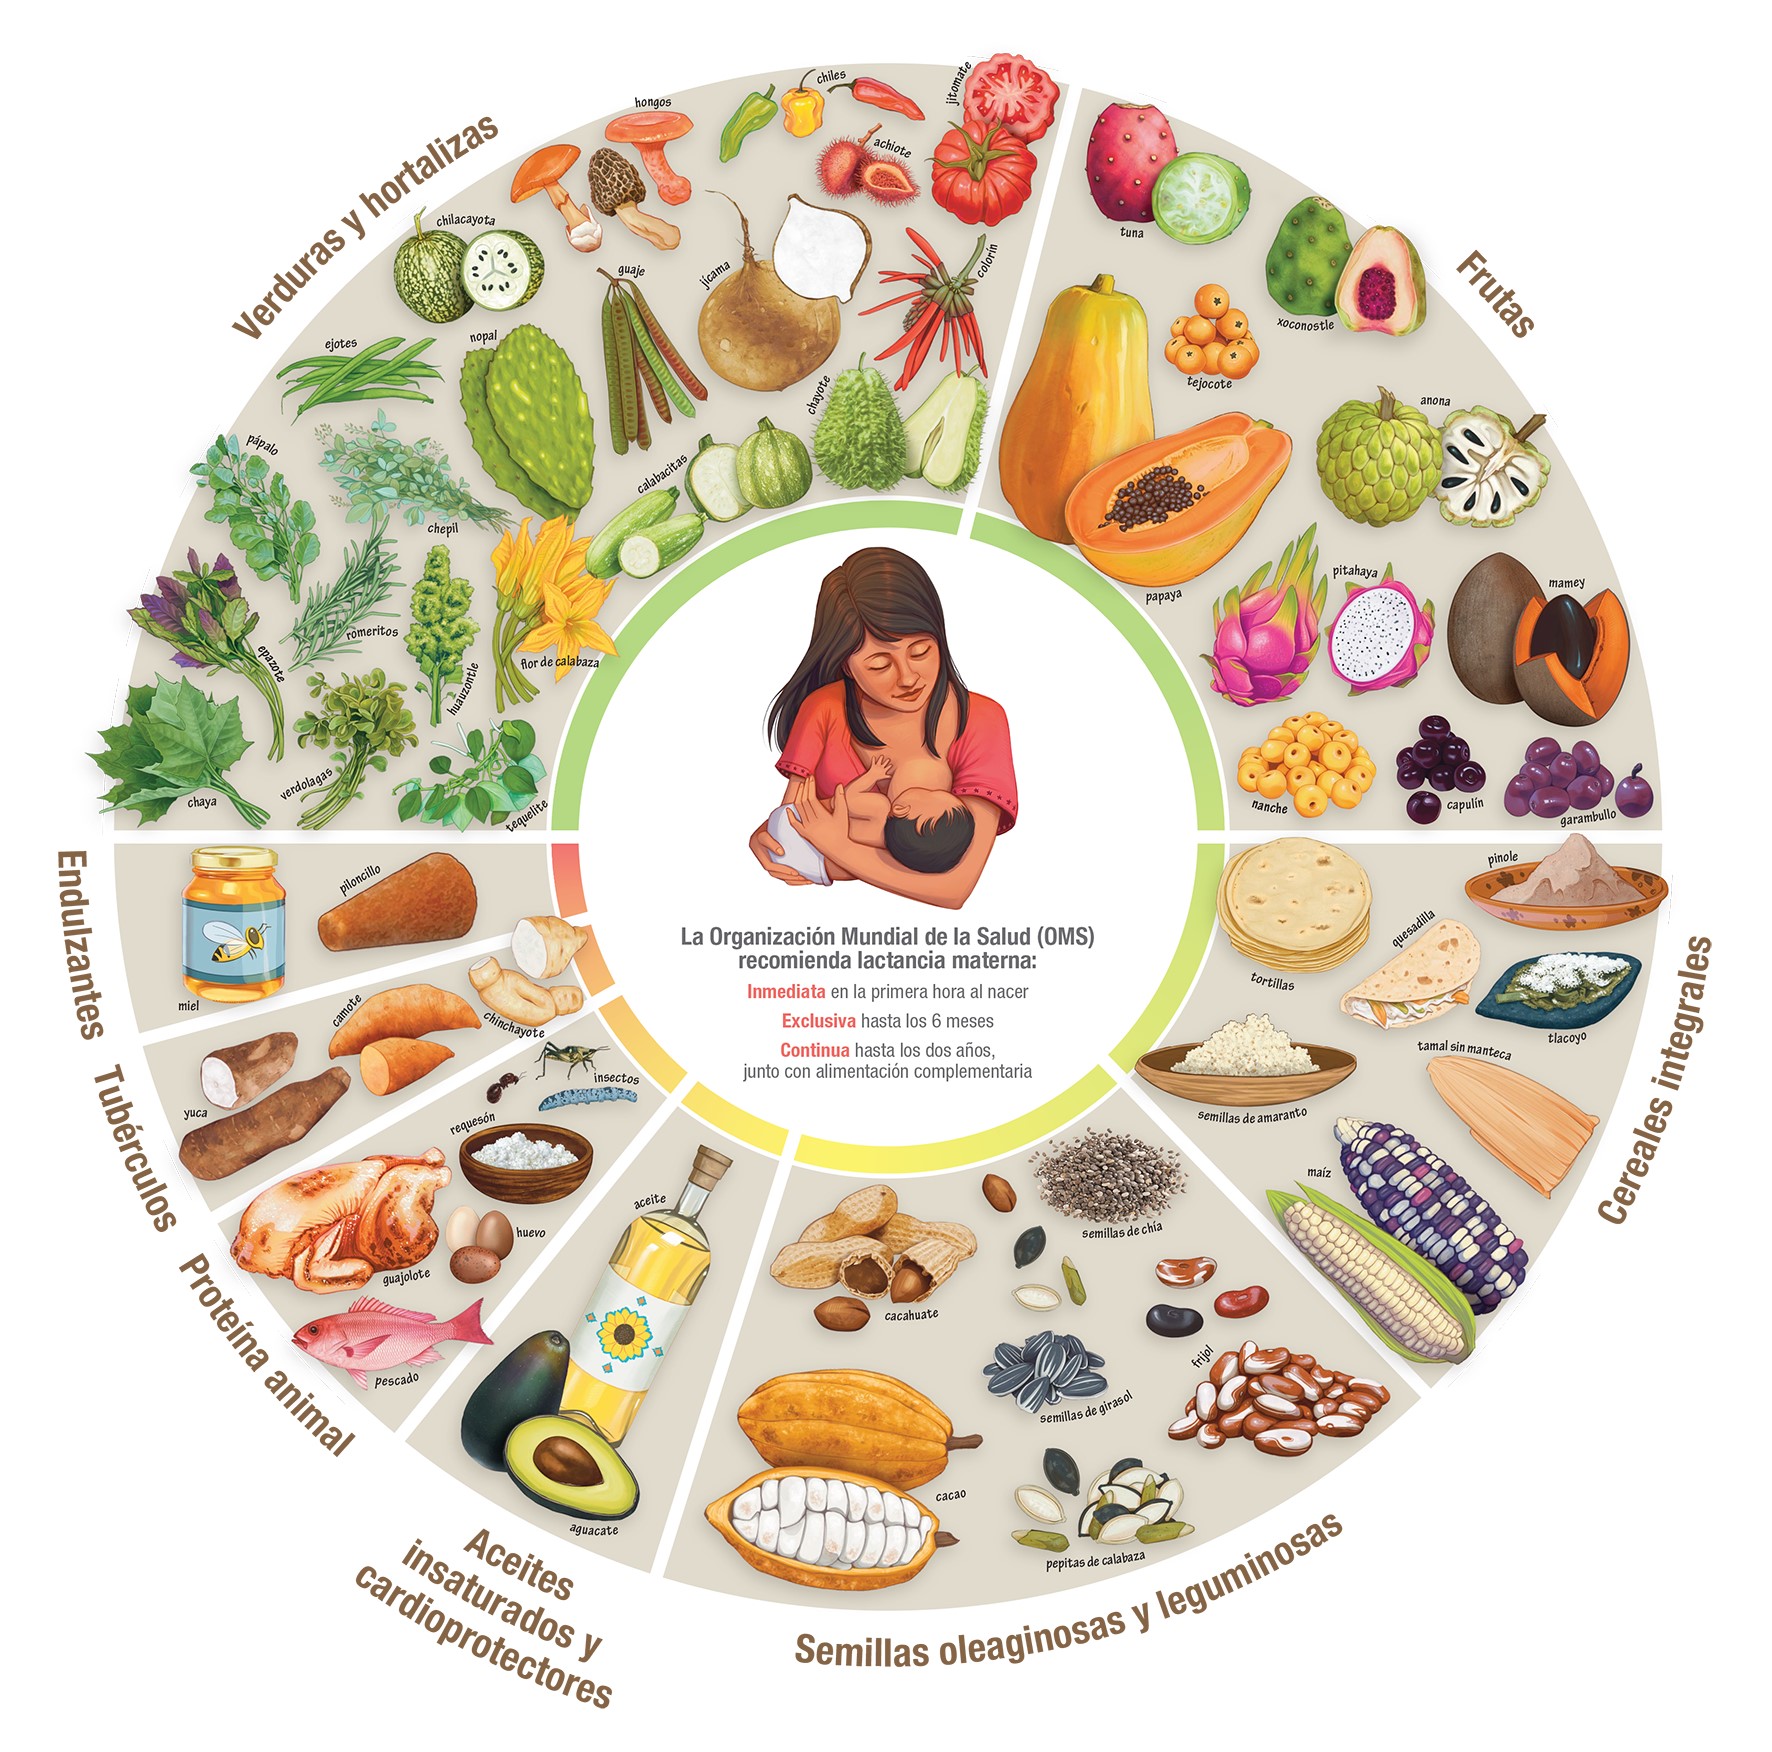 Verduras y hortalizas
chiles
jitomate
hongos
achiote
chilacayota
guaje
jícama
colorín
ejotes
nopal
chayote
calabacitas
pápalo
chepil
romeritos
epazote
huauzontle
flor de calabaza
chaya
verdolagas
tequelite
Frutas
tuna
xoconostle
tejocote
anona
papaya
pitahaya
mamey
nanche
capulín
garambullo
Cereales integrales
pinole
tortillas
quesadilla
tlacoyo
semillas de amaranto
tamal sin manteca
maíz
Semillas oleaginosas y leguminosas
semillas de chía
cacahuate
frijol
semillas de girasol
cacao
pepitas de calabaza
Aceites
insaturados y
cardioprotectores
aceite
aguacate
Proteína animal
insectos
requesón
huevo
guajolote
pescado
Tubérculos
camote
chinchayote
yuca
Endulzantes
miel
piloncillo
La Organización Mundial de la Salud (OMS)
recomienda lactancia materna:
Inmediata en la primera hora al nacer
Exclusiva hasta los 6 meses
Continua hasta los dos años,
junto con alimentación complementaria